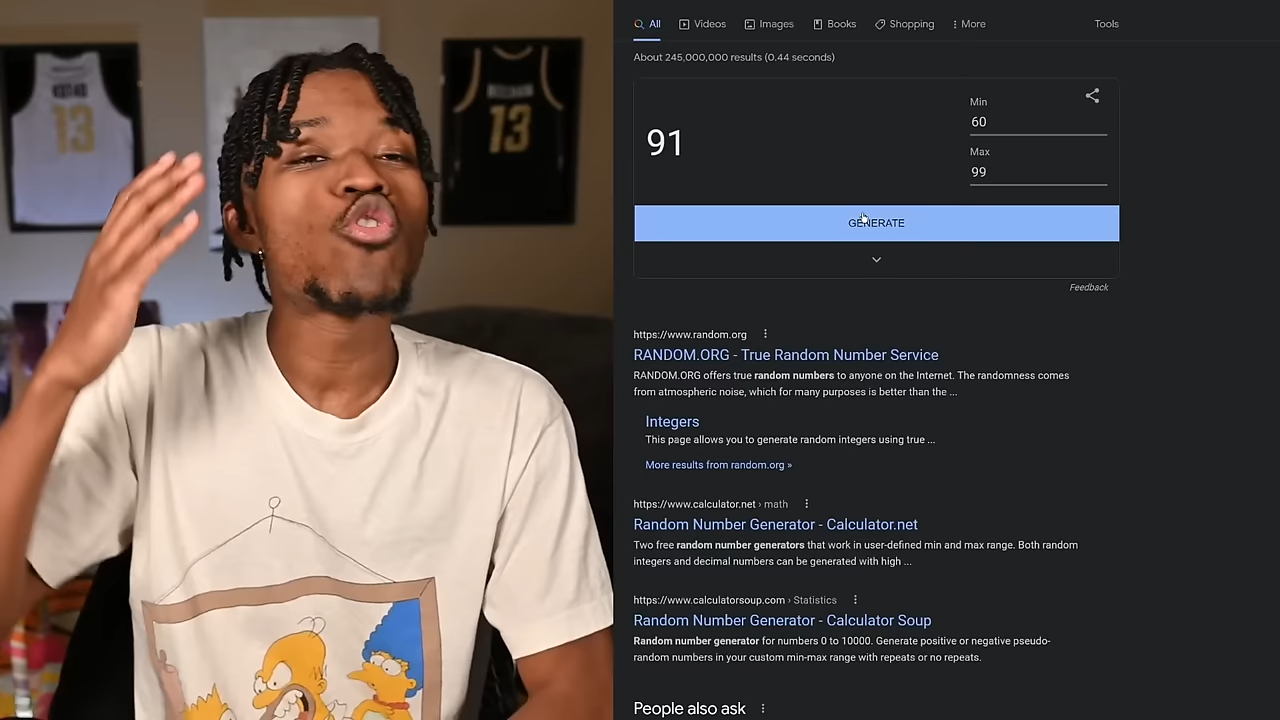 13
13
All
Videos
Images
Books
Shopping
More
Tools
About 245,000,000 results (0.44 seconds)
91
Min
60
Max
99
GENERATE
Feedback
https://www.random.org
RANDOM.ORG - True Random Number Service
RANDOM.ORG offers true random numbers to anyone on the Internet. The randomness comes
from atmospheric noise, which for many purposes is better than the ...
Integers
This page allows you to generate random integers using true ...
More results from random.org »
https://www.calculator.net › math
Random Number Generator - Calculator.net
Two free random number generators that work in user-defined min and max range. Both random
integers and decimal numbers can be generated with high ...
https://www.calculatorsoup.com › Statistics
Random Number Generator - Calculator Soup
Random number generator for numbers 0 to 10000. Generate positive or negative pseudo-
random numbers in your custom min-max range with repeats or no repeats.
People also ask